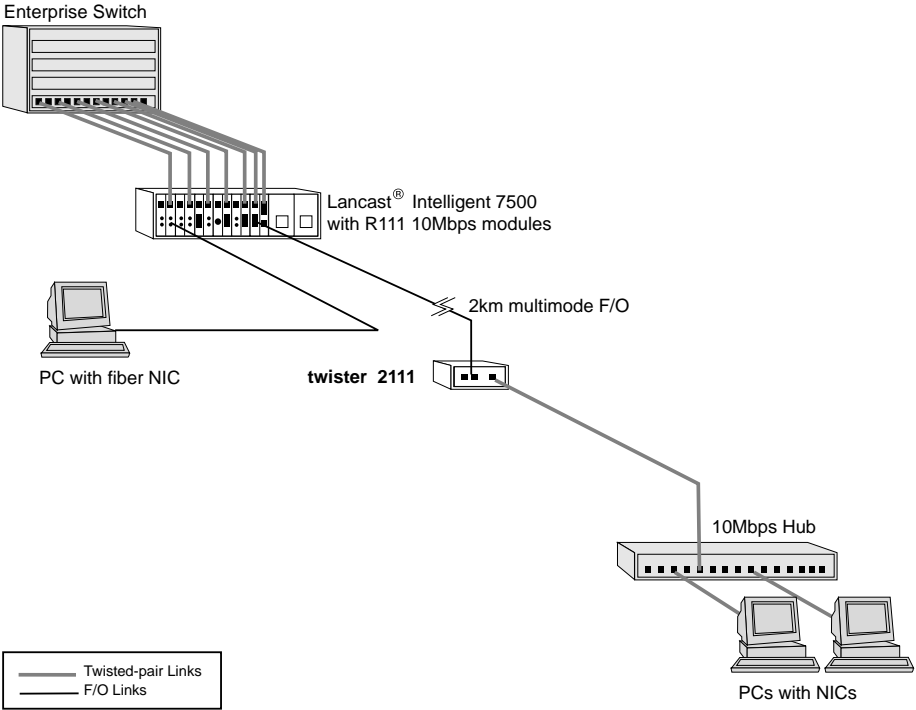 Enterprise Switch
Lancast® Intelligent 7500
with R111 10Mbps modules
2km multimode F/O
PC with fiber NIC
twister 2111
10Mbps Hub
Twisted-pair Links
F/O Links
PCs with NICs